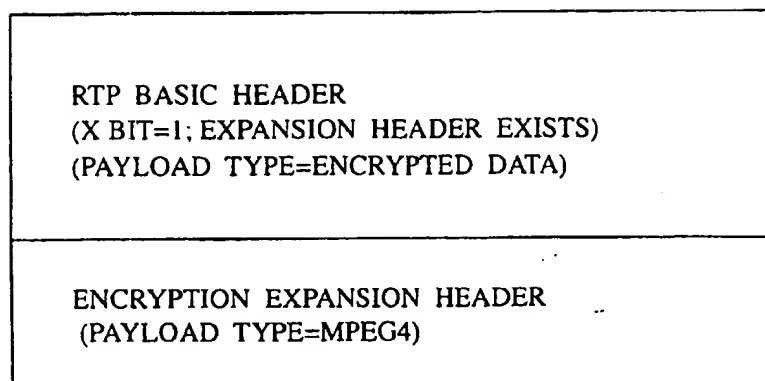 RTP BASIC HEADER
(X BIT=1; EXPANSION HEADER EXISTS)
(PAYLOAD TYPE=ENCRYPTED DATA)
ENCRYPTION EXPANSION HEADER
(PAYLOAD TYPE=MPEG4)